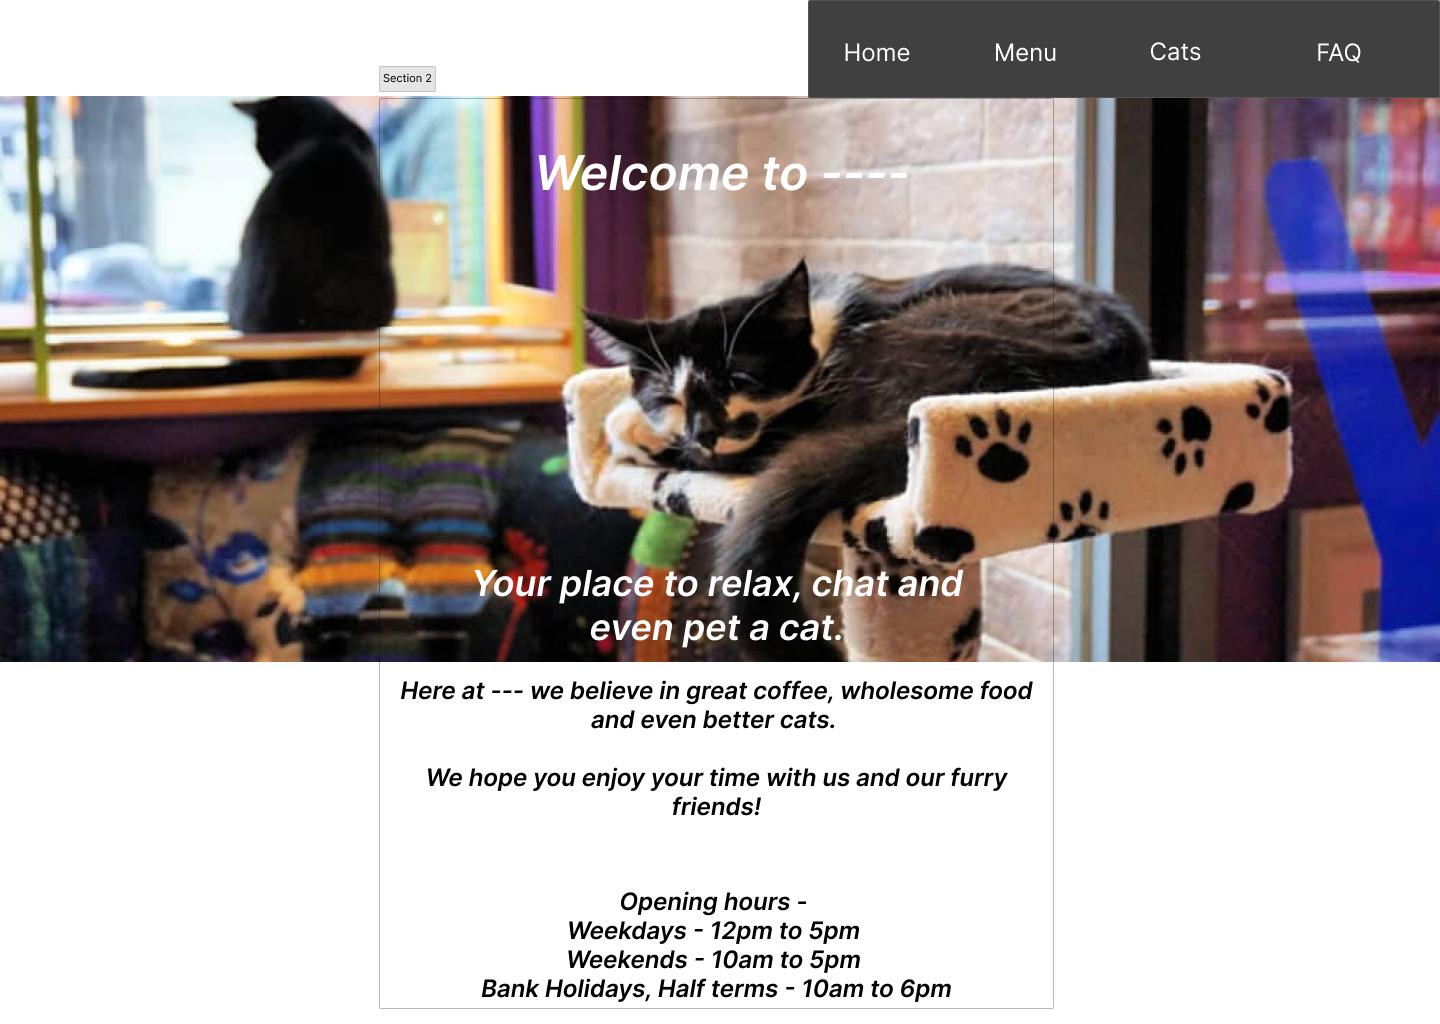 Home Menu Cats FAQ
Section 2
Welcome to ----
Your place to relax, chat and
even pet a cat.
Here at --- we believe in great coffee, wholesome food
and even better cats.
We hope you enjoy your time with us and our furry
friends!
Opening hours -
Weekdays - 12pm to 5pm
Weekends - 10am to 5pm
Bank Holidays, Half terms - 10am to 6pm